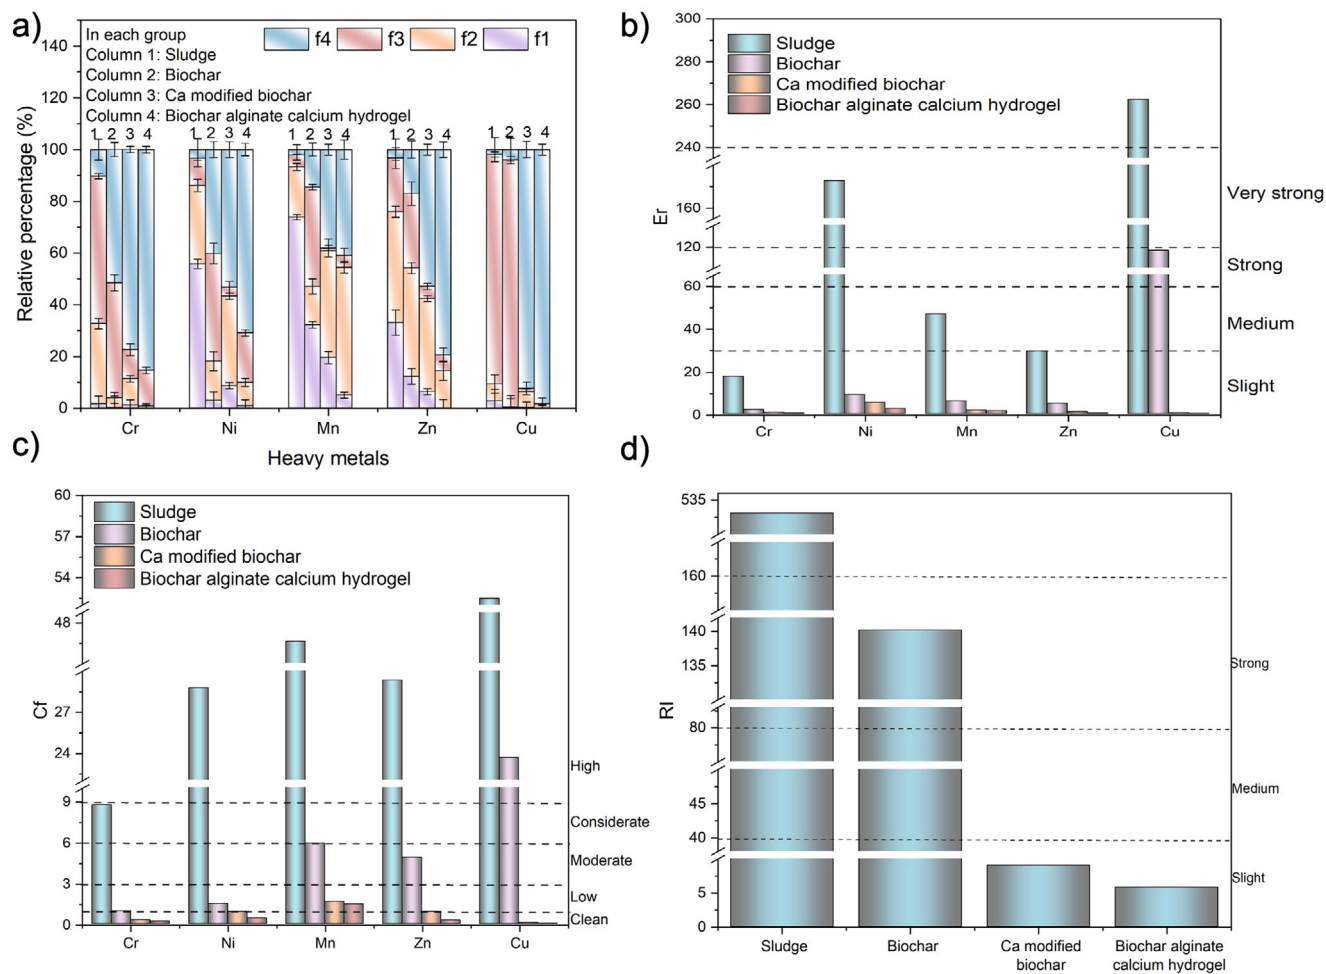 a)
In each group
Column 1: Sludge
Column 2: Biochar
Column 3: Ca modified biochar
Column 4: Biochar alginate calcium hydrogel
f4 f3 f2 f1
Relative percentage (%)
140
120
100
80
60
40
20
0
1 2 3 4 1 2 3 4 1 2 3 4 1 2 3 4 1 2 3 4
Cr Ni Mn Zn Cu
Heavy metals
b)
Sludge
Biochar
Ca modified biochar
Biochar alginate calcium hydrogel
Er
300
280
260
240
160
120
60
40
20
0
Very strong
Strong
Medium
Slight
Cr Ni Mn Zn Cu
c)
Sludge
Biochar
Ca modified biochar
Biochar alginate calcium hydrogel
Cf
60
57
54
48
27
24
9
6
3
0
High
Considerate
Moderate
Low
Clean
Cr Ni Mn Zn Cu
d)
RI
535
160
140
135
80
45
40
5
0
Strong
Medium
Slight
Sludge Biochar Ca modified biochar Biochar alginate calcium hydrogel